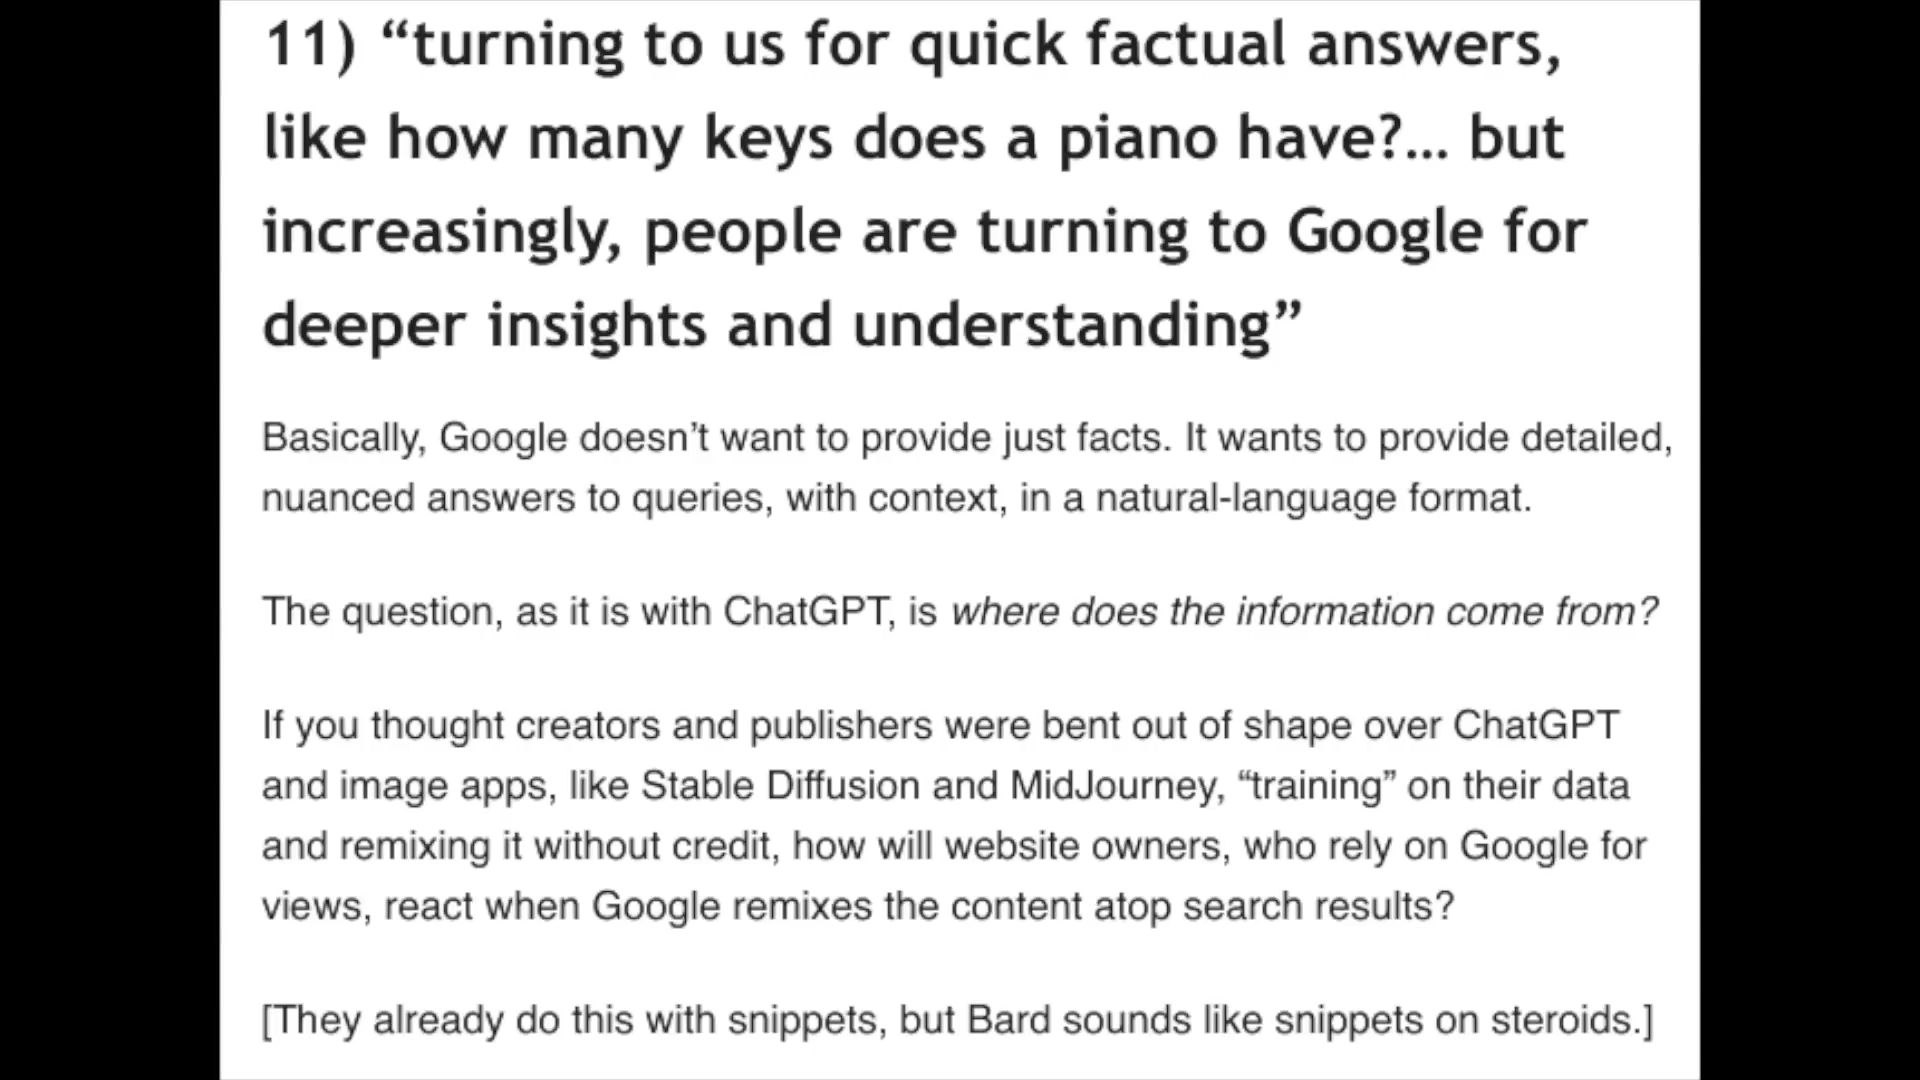 11) “turning to us for quick factual answers,
like how many keys does a piano have?... but
increasingly, people are turning to Google for
deeper insights and understanding”
Basically, Google doesn’t want to provide just facts. It wants to provide detailed,
nuanced answers to queries, with context, in a natural-language format.
The question, as it is with ChatGPT, is where does the information come from?
If you thought creators and publishers were bent out of shape over ChatGPT
and image apps, like Stable Diffusion and MidJourney, “training” on their data
and remixing it without credit, how will website owners, who rely on Google for
views, react when Google remixes the content atop search results?
[They already do this with snippets, but Bard sounds like snippets on steroids.]